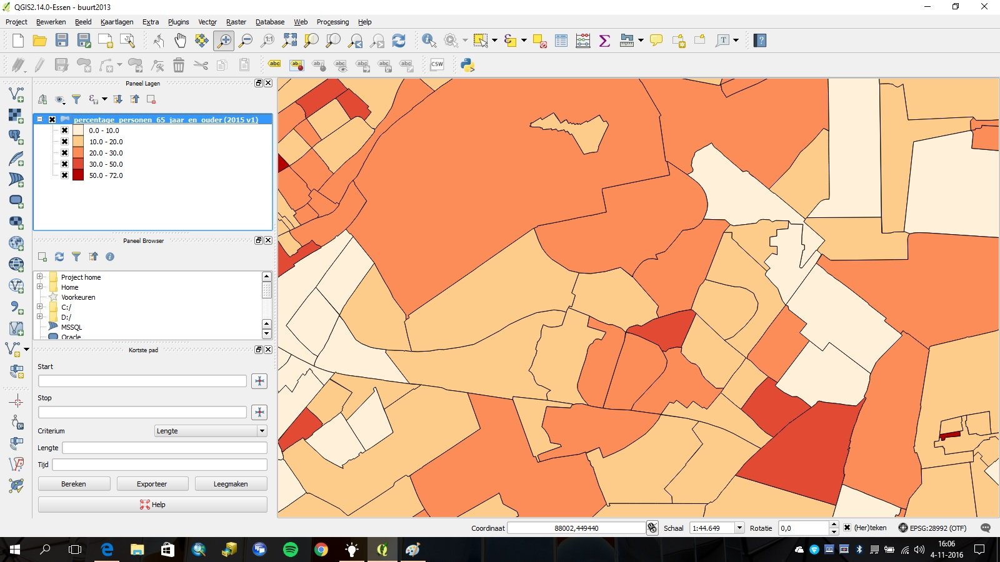 QGIS2.14.0-Essen - buurt2013
Project Bewerken Beeld Kaartlagen Extra Plugins Vector Raster Database Web Processing Help
1:1
T
?
abc ab abc abc abc abc CSW
Paneel Lagen
percentage_personen_65_jaar_en_ouder (2015 v1)
0.0 - 10.0
10.0 - 20.0
20.0 - 30.0
30.0 - 50.0
50.0 - 72.0
Paneel Browser
Project home
Home
Voorkeuren
C:/
D:/
MSSQL
Oracle
Kortste pad
Start
Stop
Criterium Lengte
Lengte
Tijd
Bereken Exporteer Leegmaken
Help
Coordinaat 88002,449440 Schaal 1:44.649 Rotatie 0,0 (Her)teken EPSG:28992 (OTF)
16:06
4-11-2016